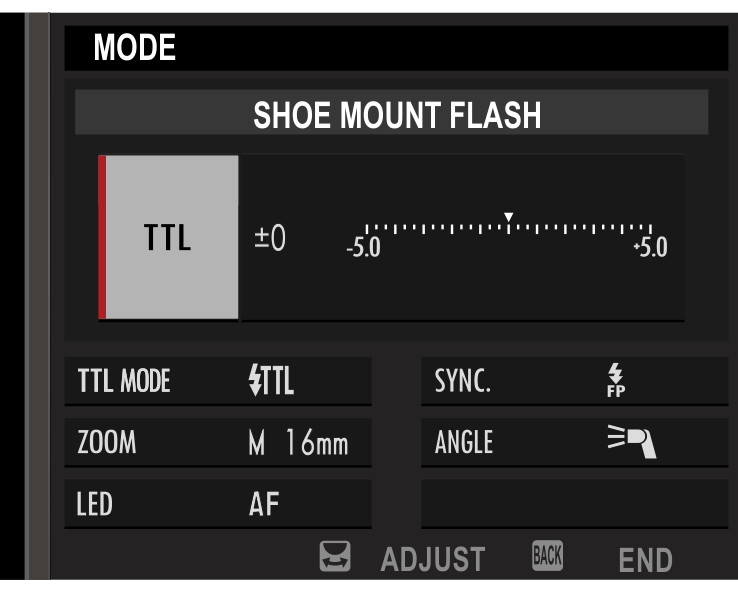 MODE
SHOE MOUNT FLASH
TTL ±0 -5.0 +5.0
TTL MODE TTL SYNC. FP
ZOOM M 16mm ANGLE
LED AF
ADJUST BACK END